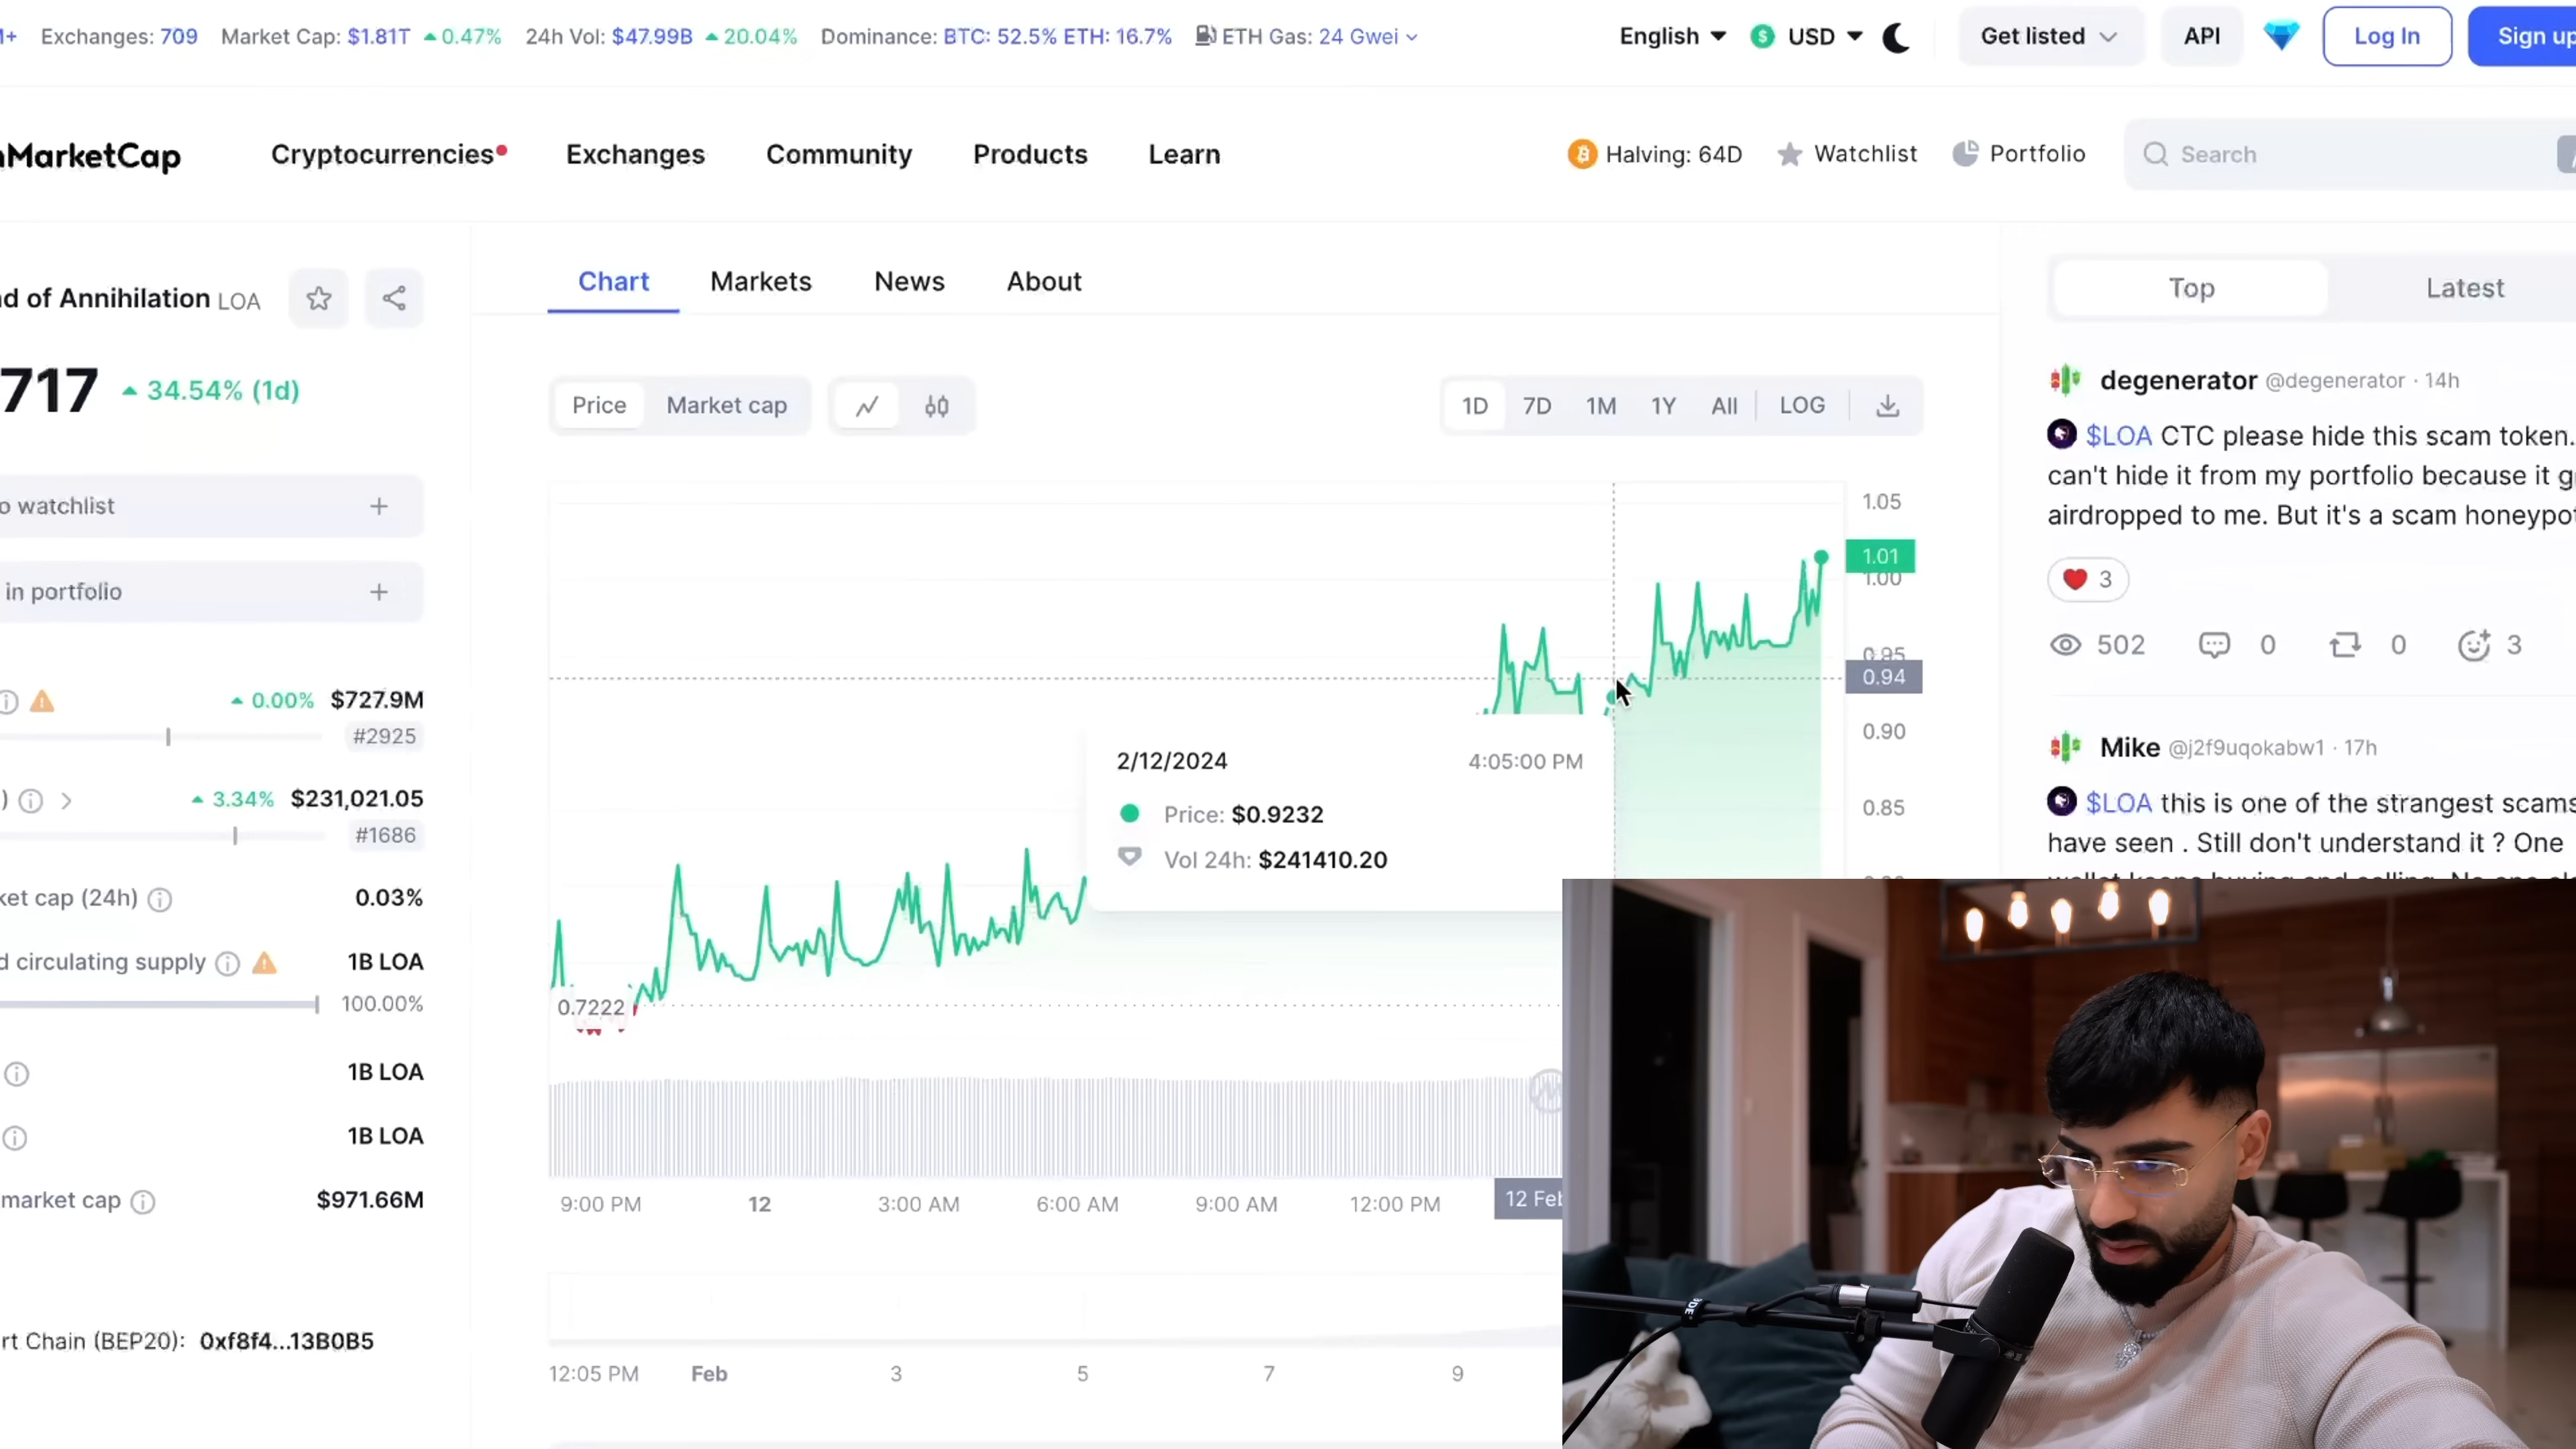 Exchanges: 709 Market Cap: $1.81T 0.47% 24h Vol: $47.99B 20.04% Dominance: BTC: 52.5% ETH: 16.7% ETH Gas: 24 Gwei
English USD Get listed API Log In Sign up
MarketCap Cryptocurrencies Exchanges Community Products Learn
Halving: 64D Watchlist Portfolio Search
d of Annihilation LOA
717 34.54% (1d)
o watchlist +
in portfolio +
0.00% $727.9M
#2925
) 3.34% $231,021.05
#1686
ket cap (24h) 0.03%
d circulating supply 1B LOA
100.00%
1B LOA
1B LOA
market cap $971.66M
rt Chain (BEP20): 0xf8f4...13B0B5
Chart Markets News About
Price Market cap
1D 7D 1M 1Y All LOG
1.05
1.01
1.00
0.95
0.94
0.90
0.85
2/12/2024 4:05:00 PM
Price: $0.9232
Vol 24h: $241410.20
0.7222
9:00 PM 12 3:00 AM 6:00 AM 9:00 AM 12:00 PM 12 Feb
12:05 PM Feb 3 5 7 9
Top Latest
degenerator @degenerator · 14h
$LOA CTC please hide this scam token.
can't hide it from my portfolio because it g
airdropped to me. But it's a scam honeypot
3
502 0 0 3
Mike @j2f9uqokabw1 · 17h
$LOA this is one of the strangest scams
have seen . Still don't understand it ? One
wallet keeps buying and selling. No one